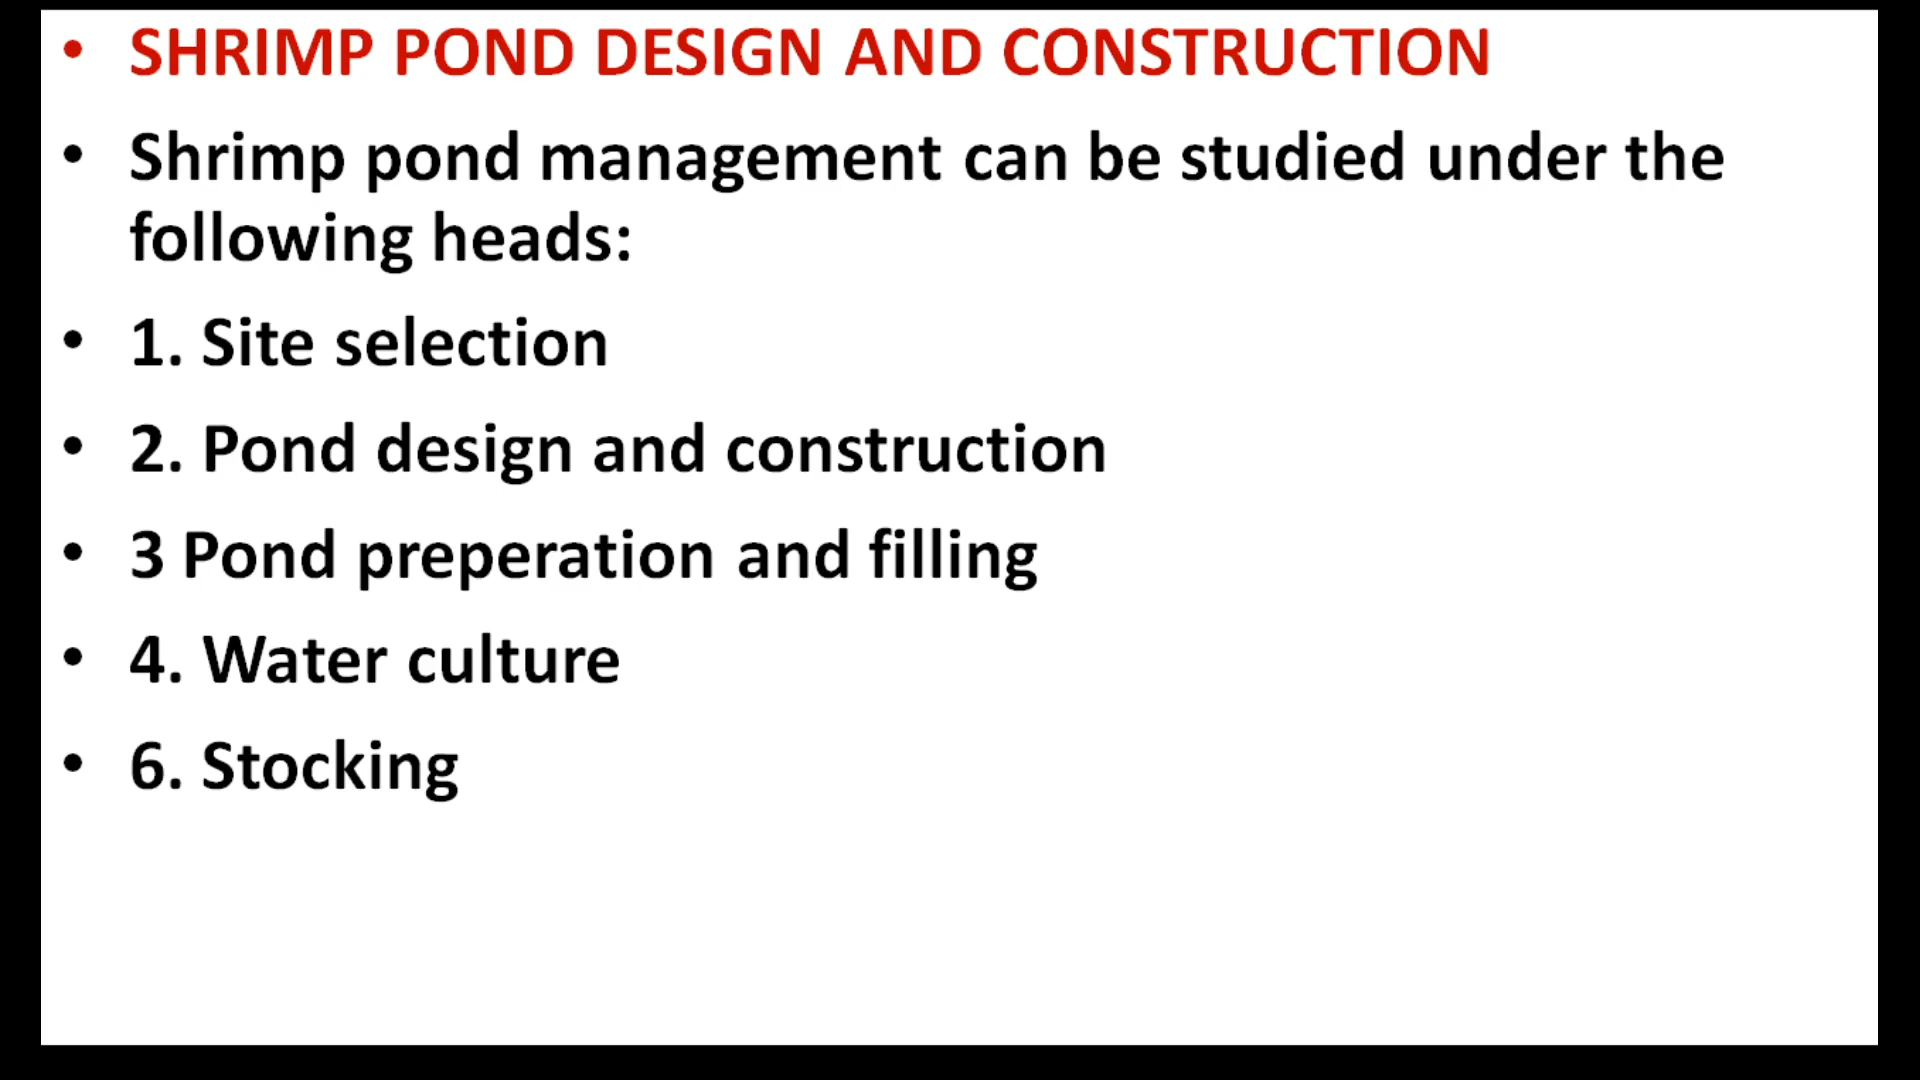 • SHRIMP POND DESIGN AND CONSTRUCTION
• Shrimp pond management can be studied under the
following heads:
• 1. Site selection
• 2. Pond design and construction
• 3 Pond preperation and filling
• 4. Water culture
• 6. Stocking